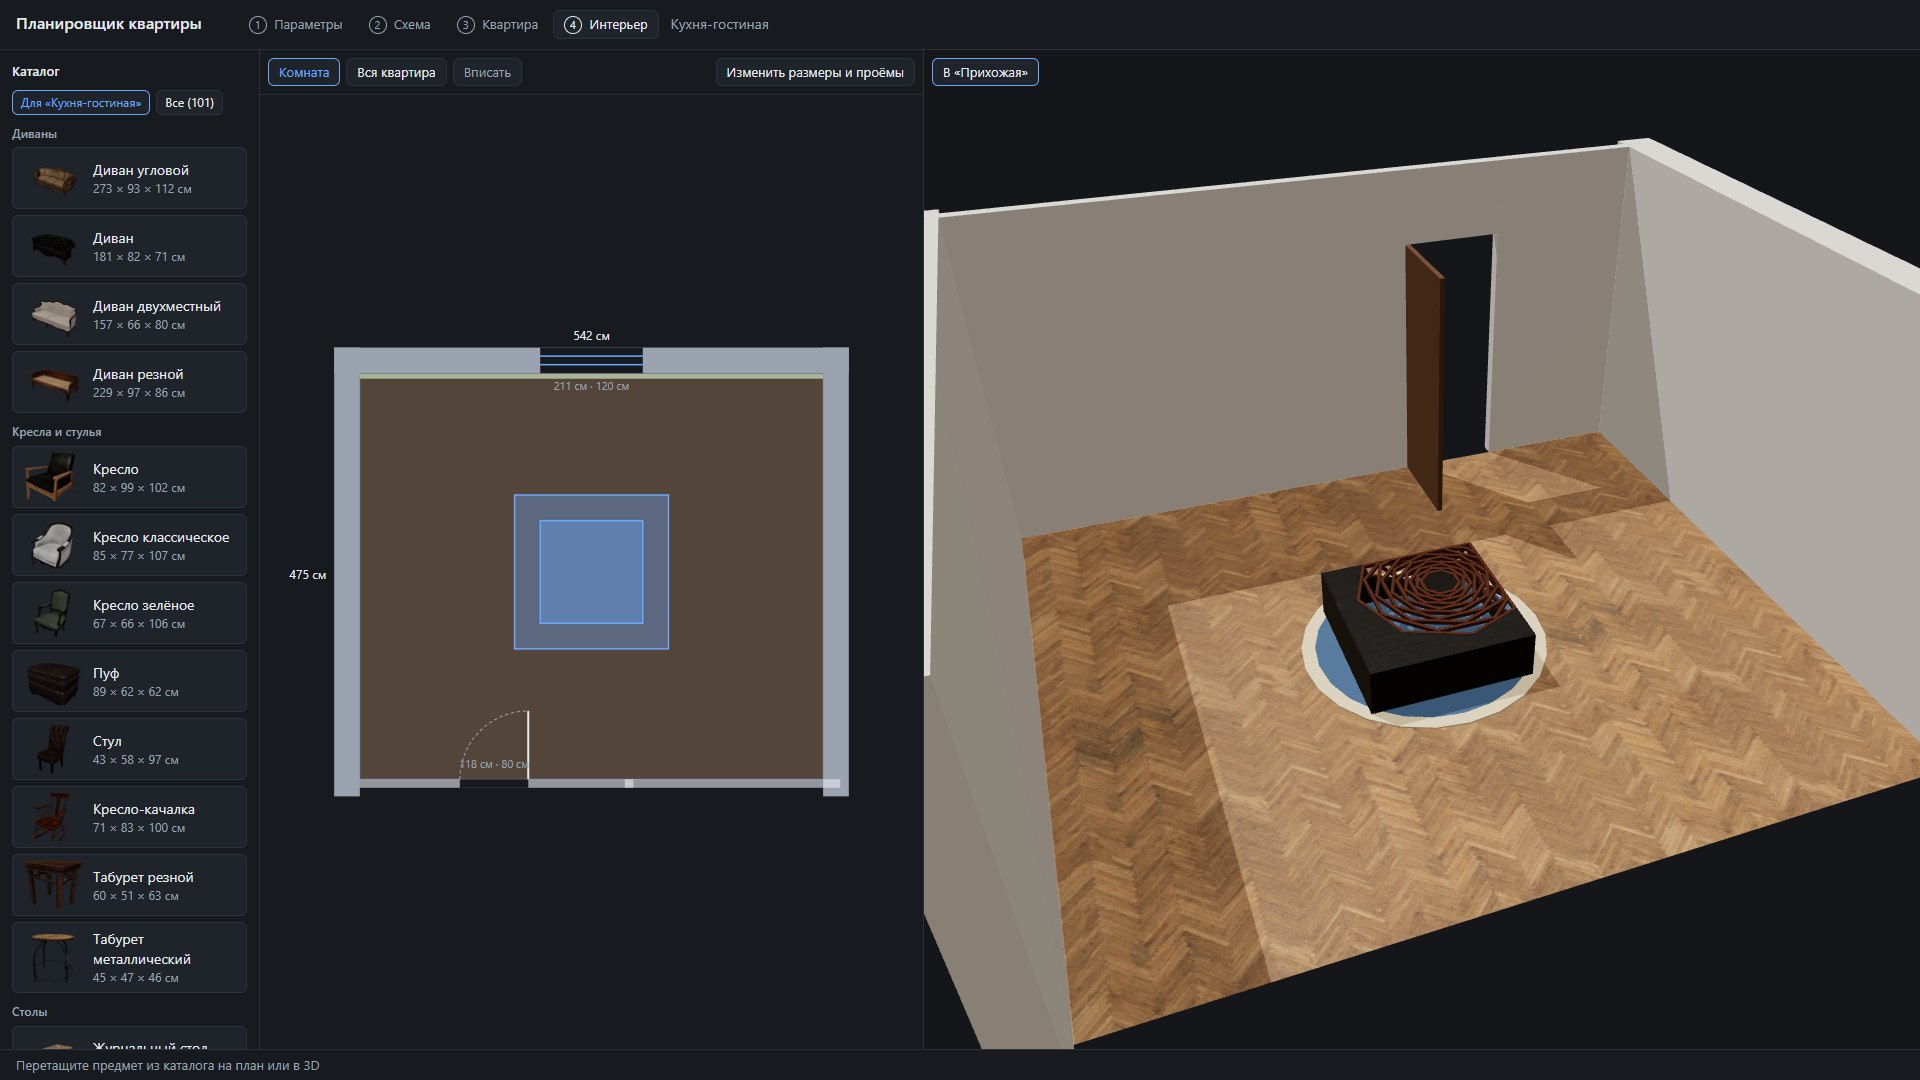 Планировщик квартиры
1 Параметры
2 Схема
3 Квартира
4 Интерьер
Кухня-гостиная
Каталог
Для «Кухня-гостиная»
Все (101)
Диваны
Диван угловой
273 × 93 × 112 см
Диван
181 × 82 × 71 см
Диван двухместный
157 × 66 × 80 см
Диван резной
229 × 97 × 86 см
Кресла и стулья
Кресло
82 × 99 × 102 см
Кресло классическое
85 × 77 × 107 см
Кресло зелёное
67 × 66 × 106 см
Пуф
89 × 62 × 62 см
Стул
43 × 58 × 97 см
Кресло-качалка
71 × 83 × 100 см
Табурет резной
60 × 51 × 63 см
Табурет
металлический
45 × 47 × 46 см
Столы
Журнальный стол
Комната
Вся квартира
Вписать
Изменить размеры и проёмы
542 см
211 см · 120 см
475 см
118 см · 80 см
В «Прихожая»
Перетащите предмет из каталога на план или в 3D